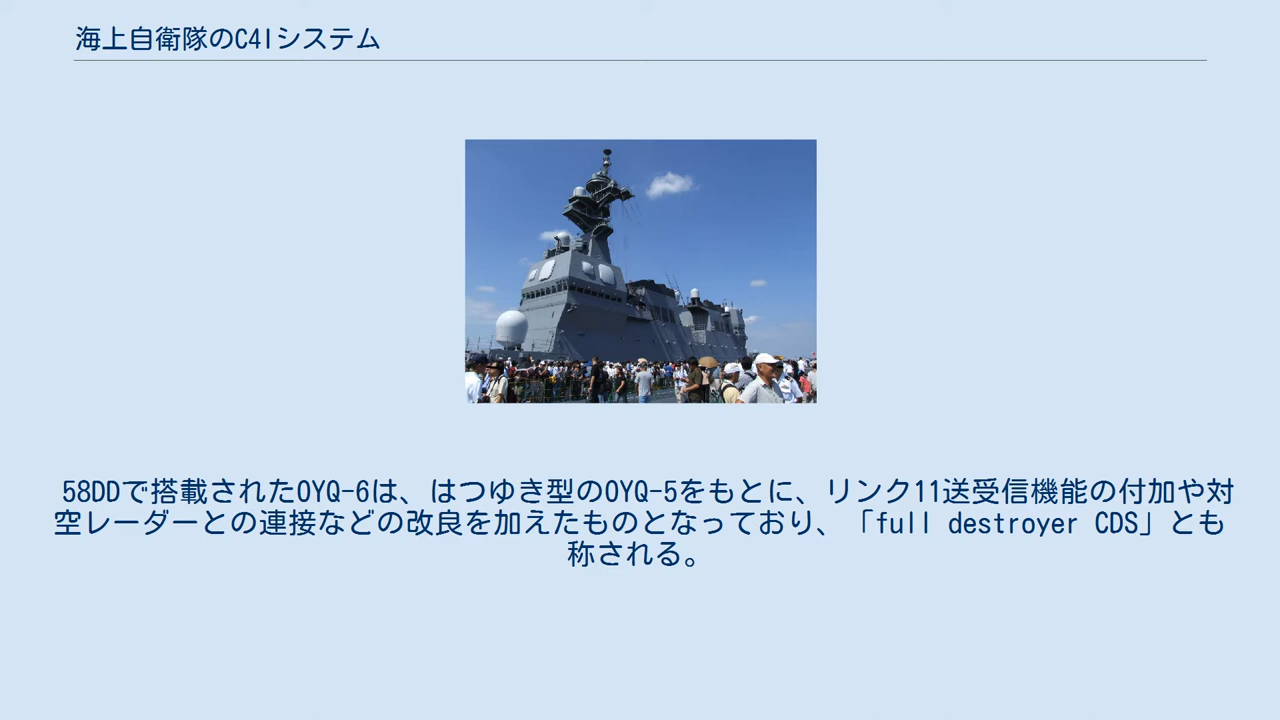 海上自衛隊のC4Iシステム
58DDで搭載されたOYQ-6は、はつゆき型のOYQ-5をもとに、リンク11送受信機能の付加や対
空レーダーとの連接などの改良を加えたものとなっており、「full destroyer CDS」とも
称される。